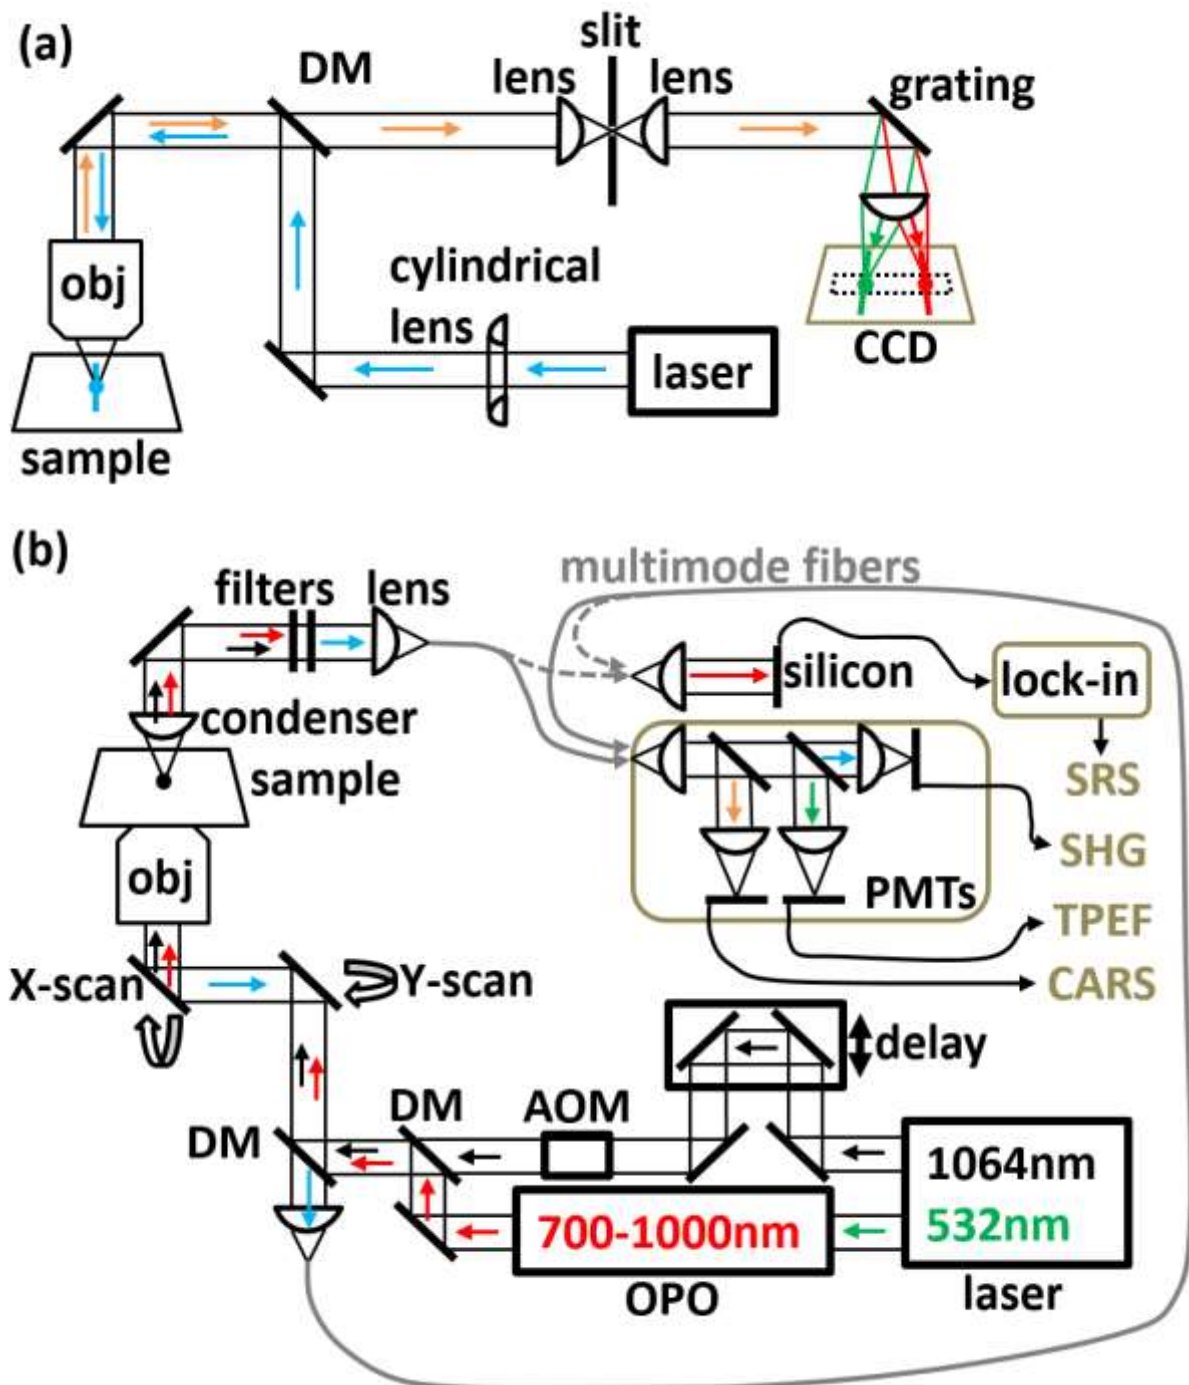 (a)
DM
lens
slit
lens
grating
obj
cylindrical
lens
laser
CCD
sample
(b)
multimode fibers
filters
lens
silicon
lock-in
condenser
sample
SRS
SHG
obj
PMTs
TPEF
CARS
X-scan
Y-scan
delay
DM
AOM
DM
1064nm
532nm
700-1000nm
OPO
laser